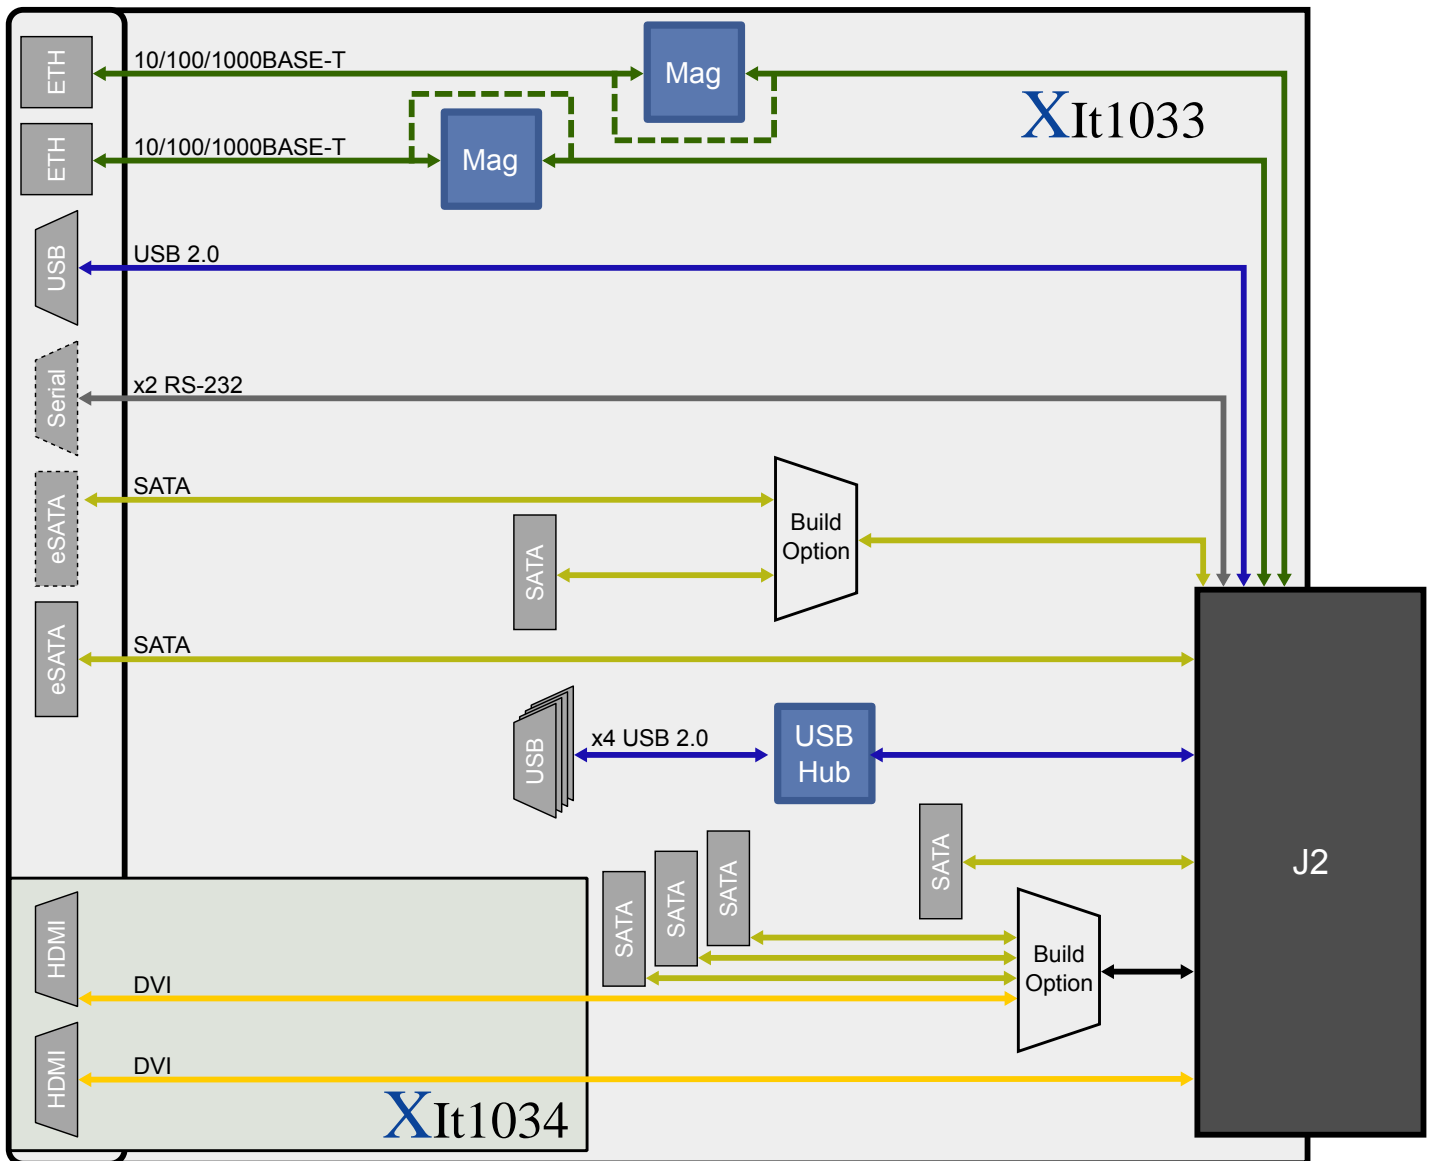 ETH
10/100/1000BASE-T
Mag
XIt1033
ETH
10/100/1000BASE-T
Mag
USB
USB 2.0
Serial
x2 RS-232
eSATA
SATA
SATA
Build
Option
eSATA
SATA
USB
x4 USB 2.0
USB
Hub
J2
SATA
SATA
SATA
SATA
Build
Option
HDMI
DVI
HDMI
DVI
XIt1034